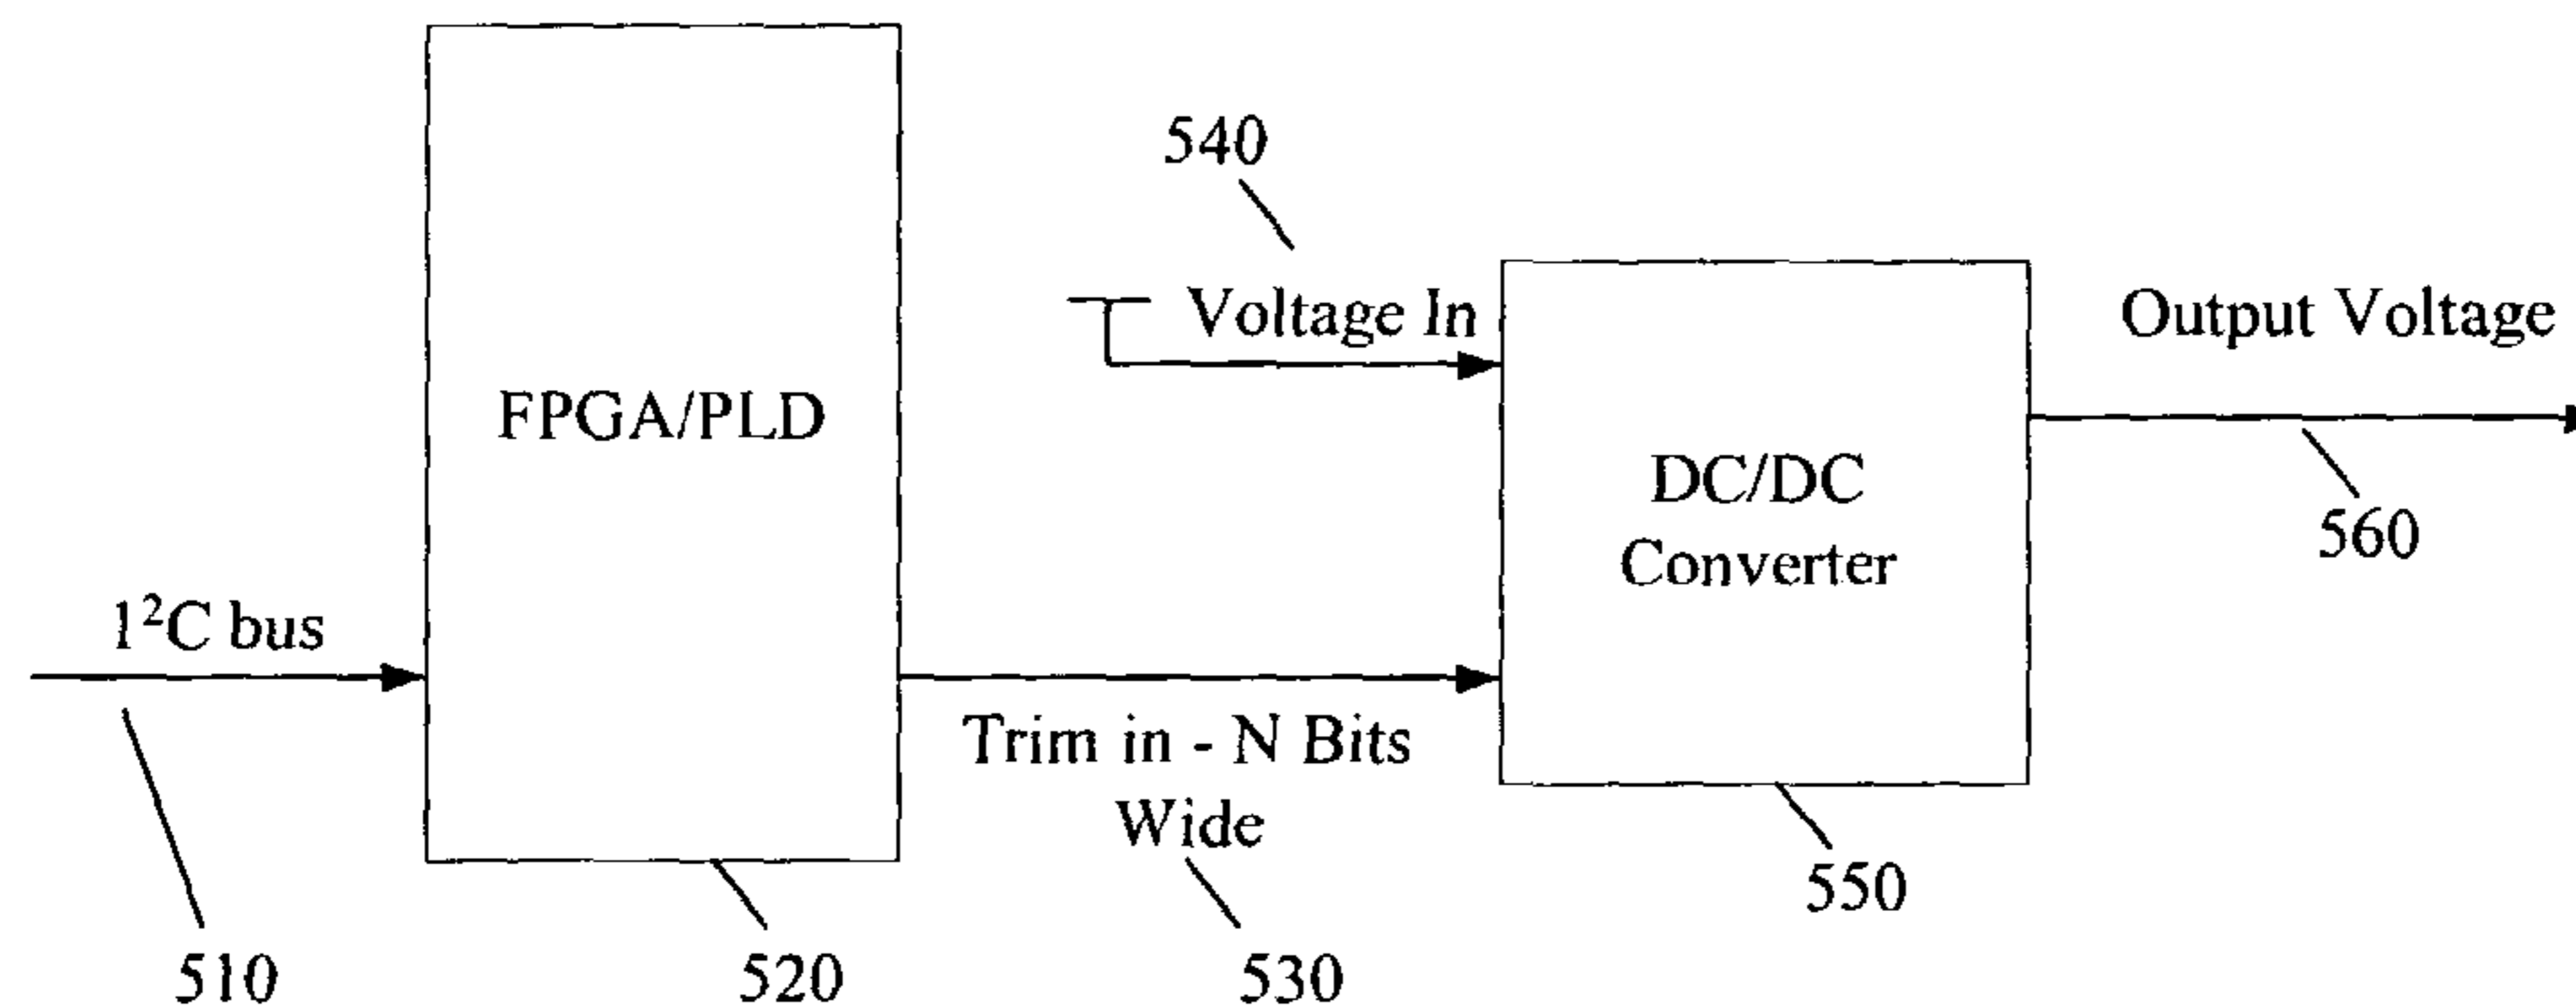 540
Voltage In
Output Voltage
FPGA/PLD
DC/DC
Converter
560
1²C bus
Trim in - N Bits
Wide
550
510
520
530